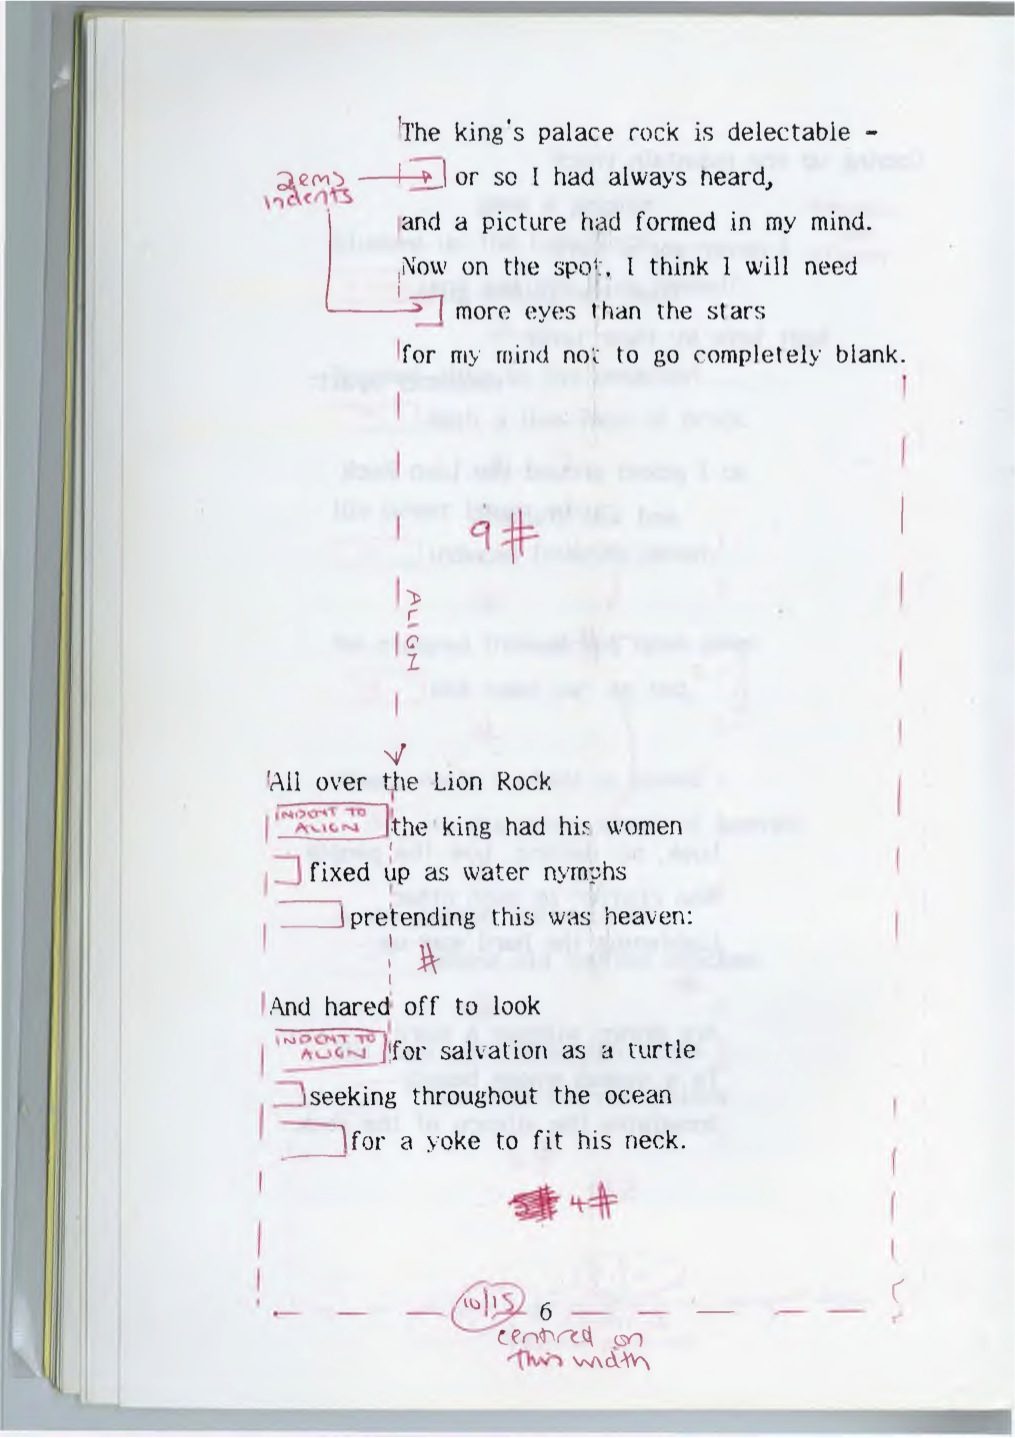 The king's palace rock is delectable -
2 ems indents
or so I had always heard,
and a picture had formed in my mind.
Now on the spot, I think I will need
more eyes than the stars
for my mind not to go completely blank.
9 #
ALIGN
All over the Lion Rock
INDENT TO ALIGN
the king had his women
fixed up as water nymphs
pretending this was heaven:
#
And hared off to look
INDENT TO ALIGN
for salvation as a turtle
seeking throughout the ocean
for a yoke to fit his neck.
4 #
10/15 6
centred on
this width